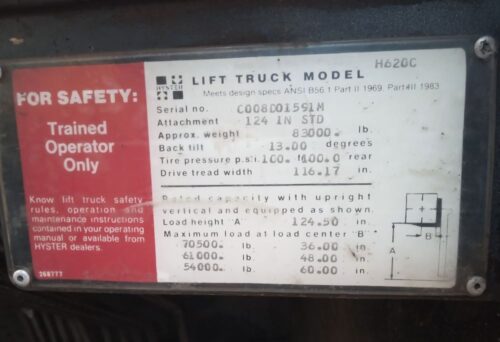 FOR SAFETY:
Trained
Operator
Only
Know lift truck safety
rules, operation and
maintenance instructions
contained in your operating
manual or available from
HYSTER dealers.
268777
HYSTER
LIFT TRUCK MODEL H620C
Meets design specs ANSI B56.1 Part II 1969, Part III 1983
Serial no. C008D01591M
Attachment 124 IN STD
Approx. weight 83000. lb.
Back tilt 13.00 degrees
Tire pressure p.s.i. 100. 100.0 rear
Drive tread width 116.17 in.
Rated capacity with upright
vertical and equipped as shown.
Load height 'A' 124.50 in.
Maximum load at load center 'B'
70500. lb. 36.00 in.
61000. lb. 48.00 in.
54000. lb. 60.00 in.
B
A